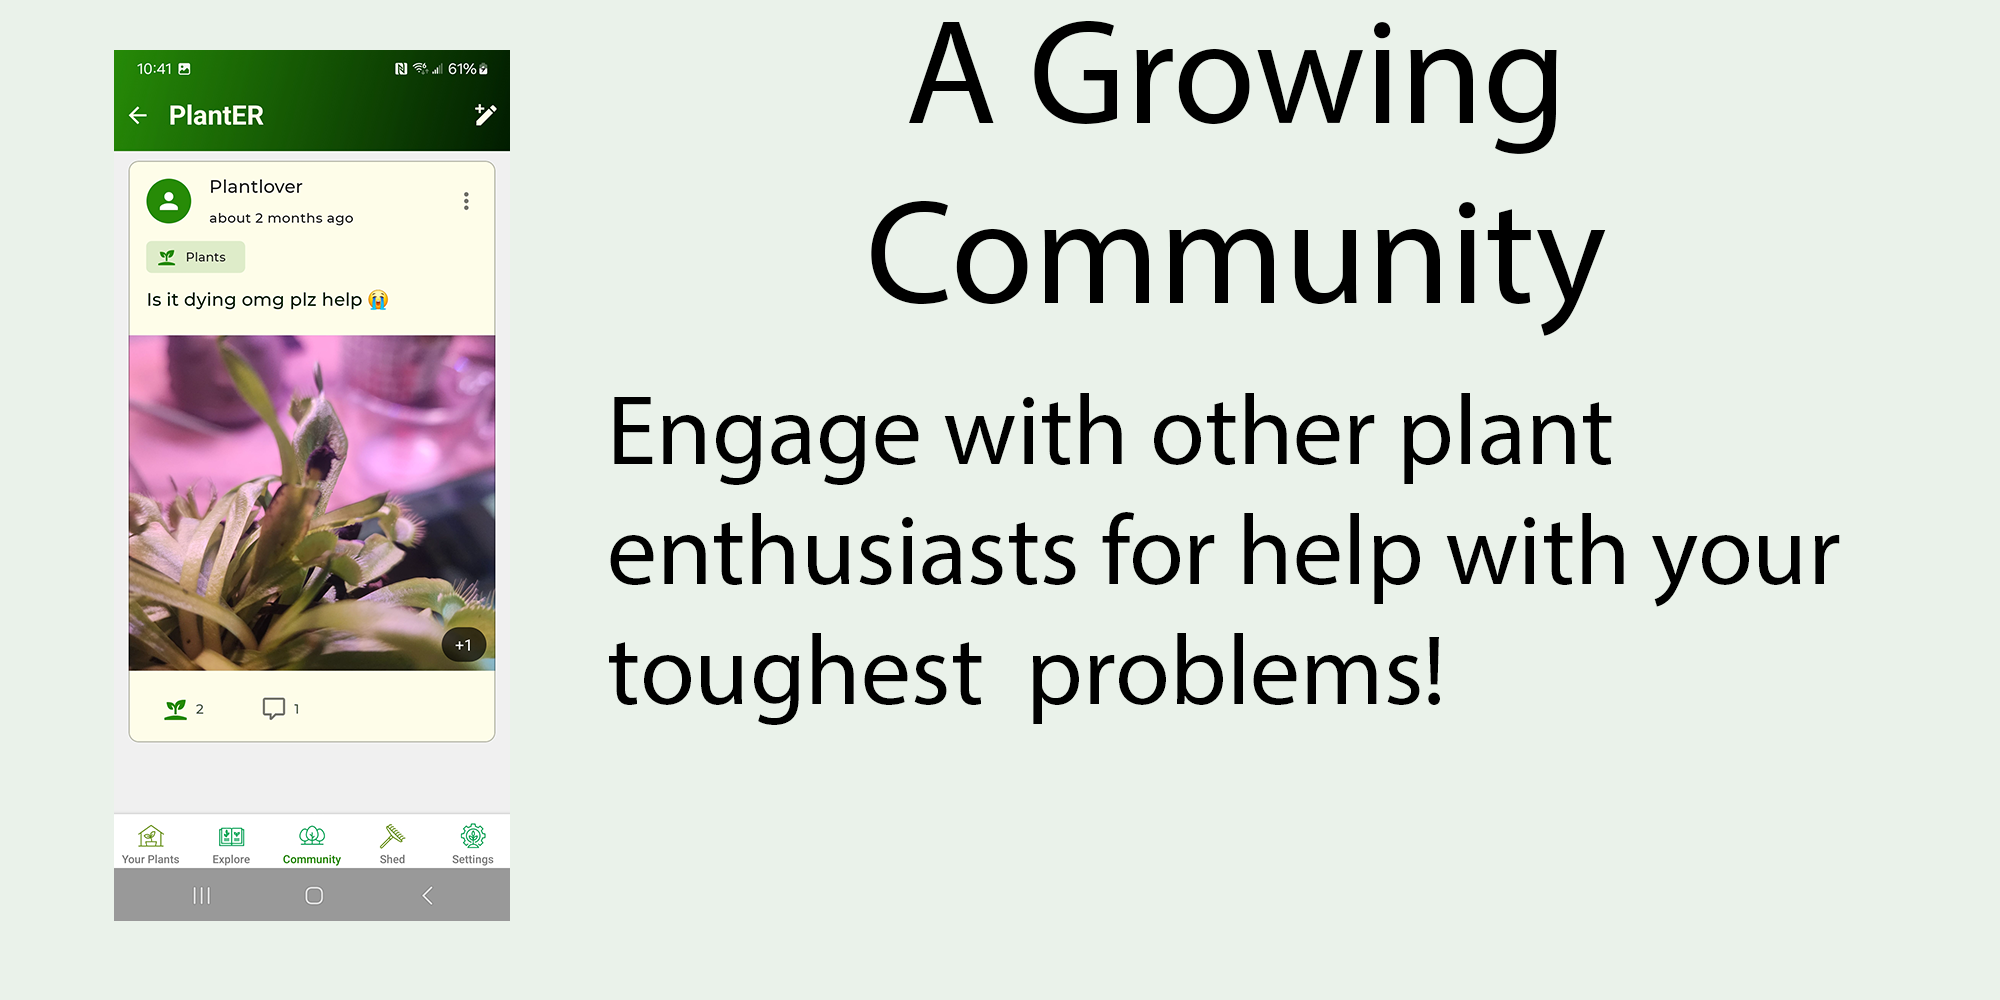 10:41 61%
PlantER
Plantlover
about 2 months ago
Plants
Is it dying omg plz help 😭
+1
2 1
Your Plants Explore Community Shed Settings
A Growing
Community
Engage with other plant
enthusiasts for help with your
toughest  problems!